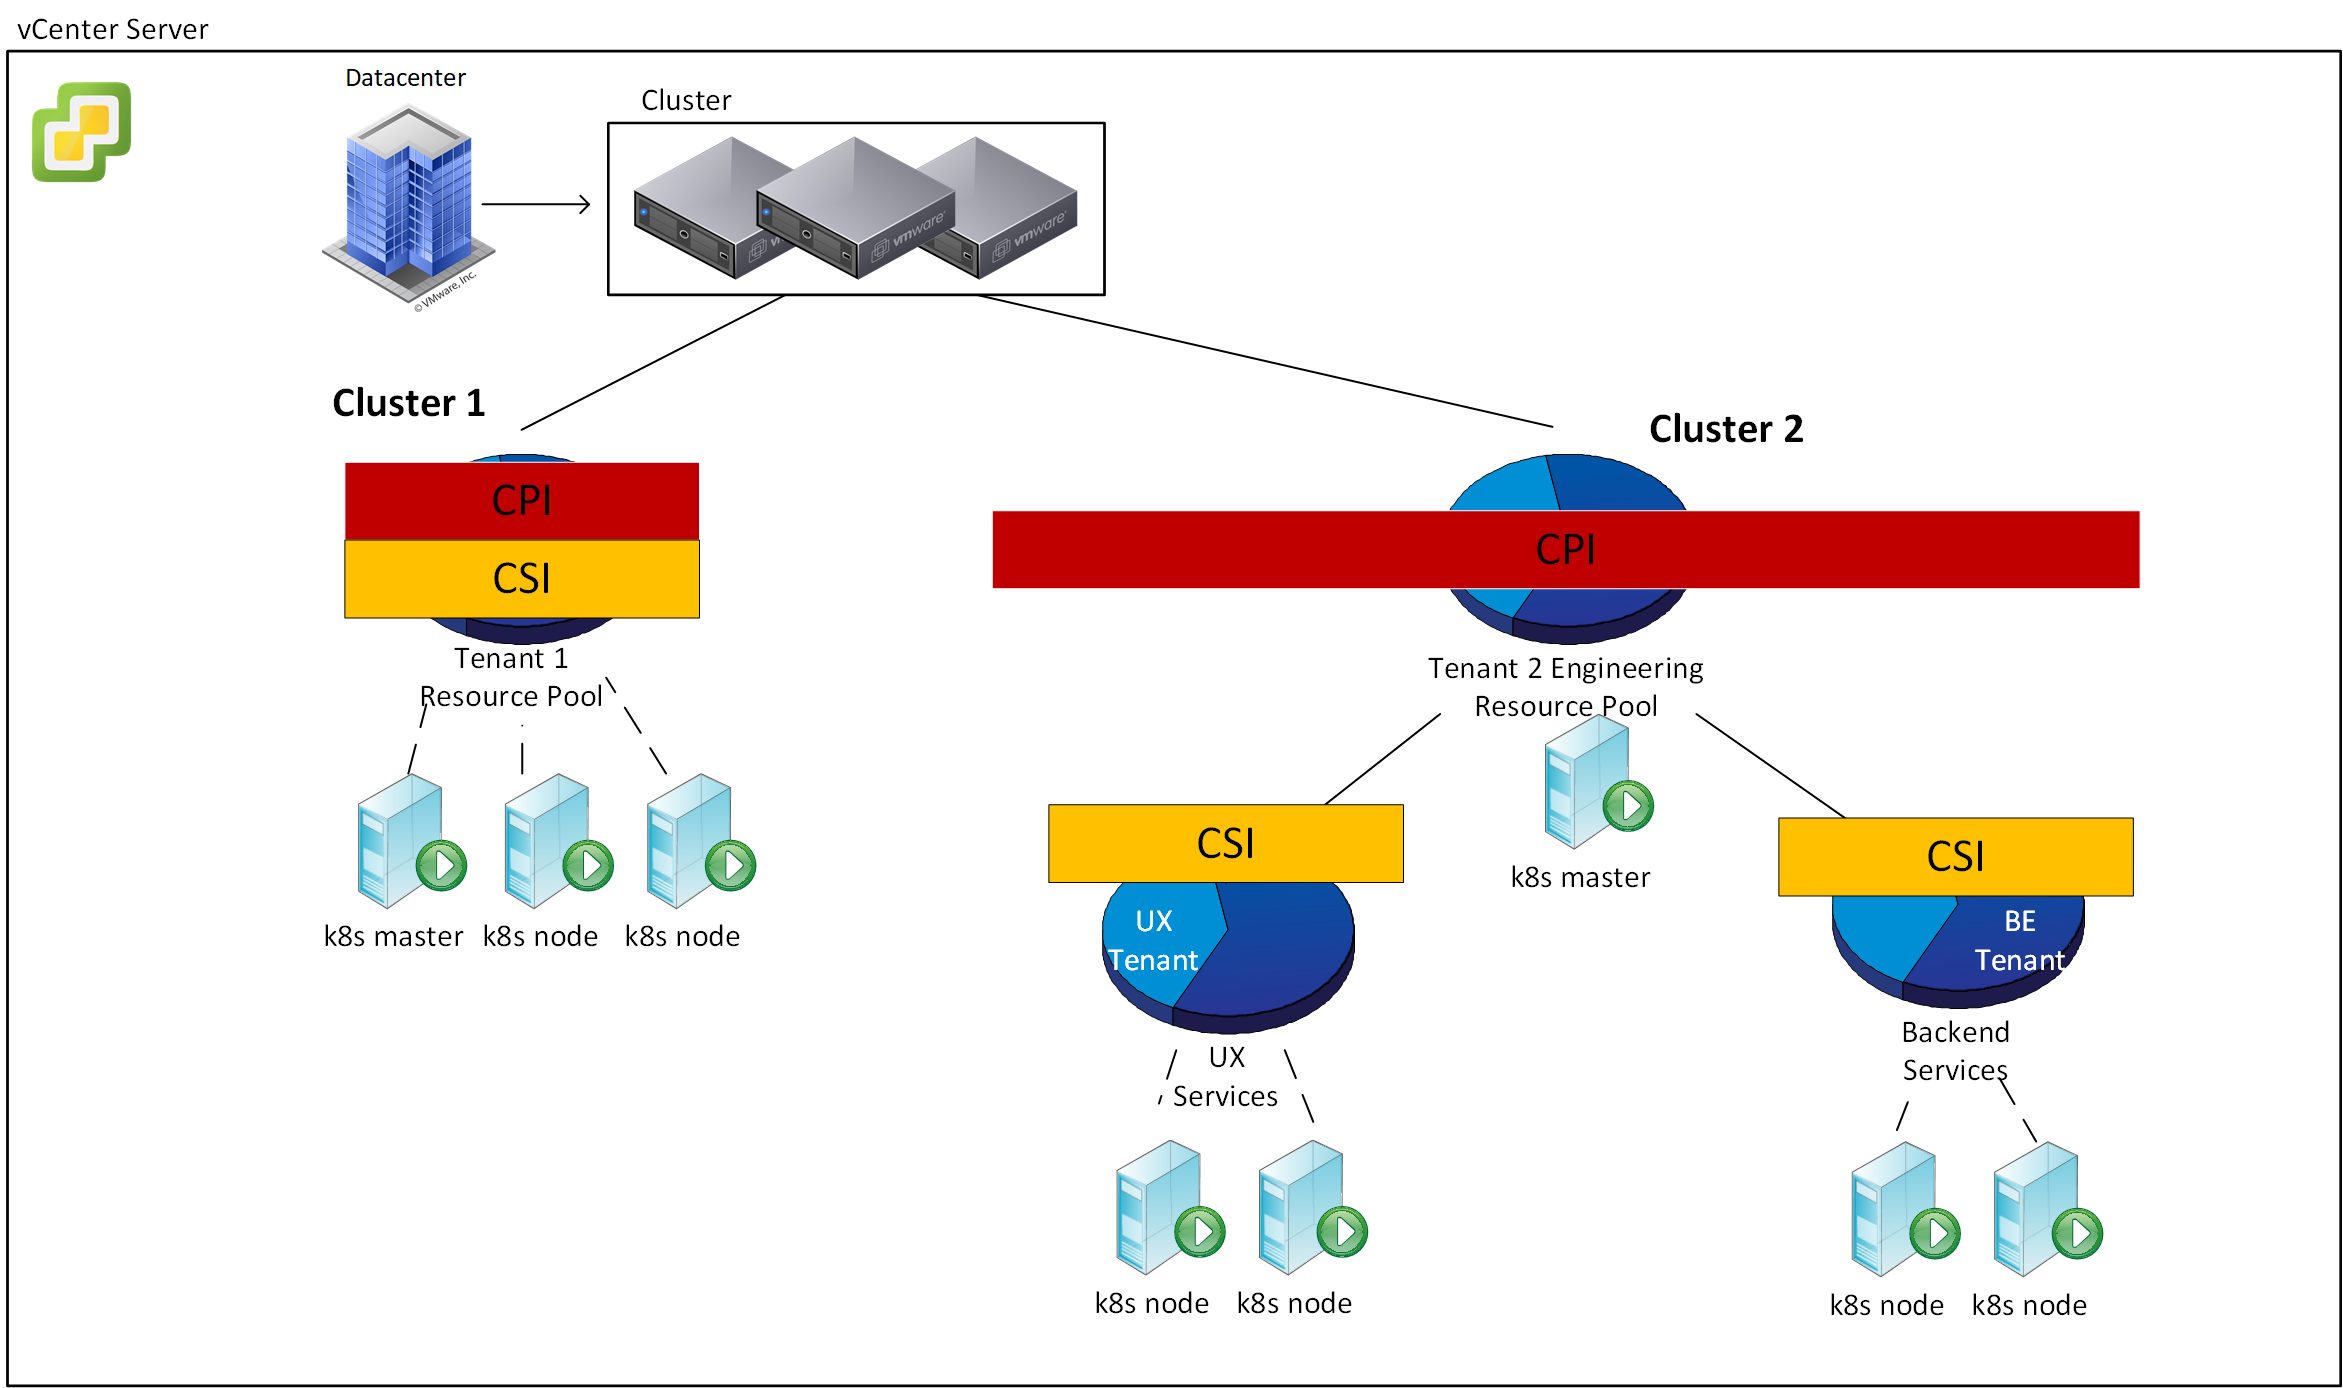 vCenter Server
Datacenter
Cluster
vm
vmware
vmware
© VMware, Inc.
Cluster 1
Cluster 2
CPI
CSI
CPI
Tenant 1
Resource Pool
Tenant 2 Engineering
Resource Pool
k8s master
k8s node
k8s node
k8s master
CSI
CSI
UX
Tenant
BE
Tenant
UX
Services
Backend
Services
k8s node
k8s node
k8s node
k8s node